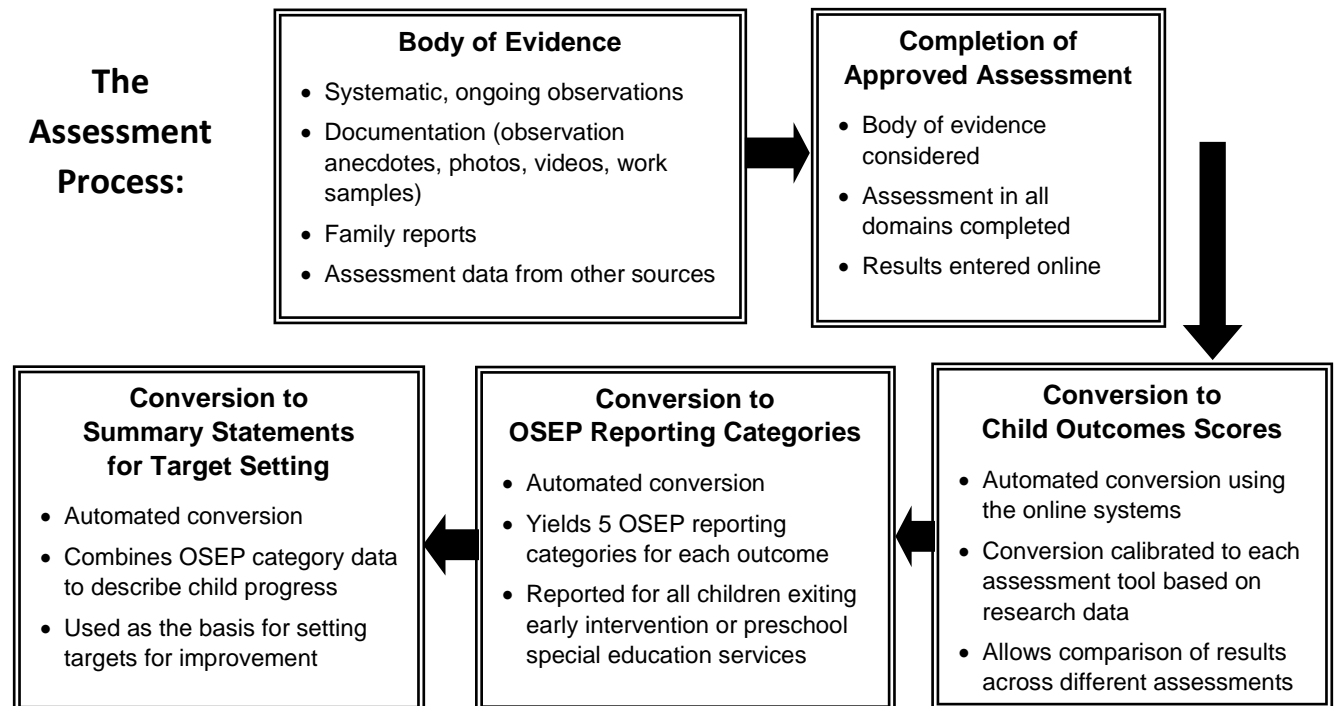 The
Assessment
Process:
Body of Evidence
• Systematic, ongoing observations
• Documentation (observation
anecdotes, photos, videos, work
samples)
• Family reports
• Assessment data from other sources
Completion of
Approved Assessment
• Body of evidence
considered
• Assessment in all
domains completed
• Results entered online
Conversion to
Child Outcomes Scores
• Automated conversion using
the online systems
• Conversion calibrated to each
assessment tool based on
research data
• Allows comparison of results
across different assessments
Conversion to
OSEP Reporting Categories
• Automated conversion
• Yields 5 OSEP reporting
categories for each outcome
• Reported for all children exiting
early intervention or preschool
special education services
Conversion to
Summary Statements
for Target Setting
• Automated conversion
• Combines OSEP category data
to describe child progress
• Used as the basis for setting
targets for improvement